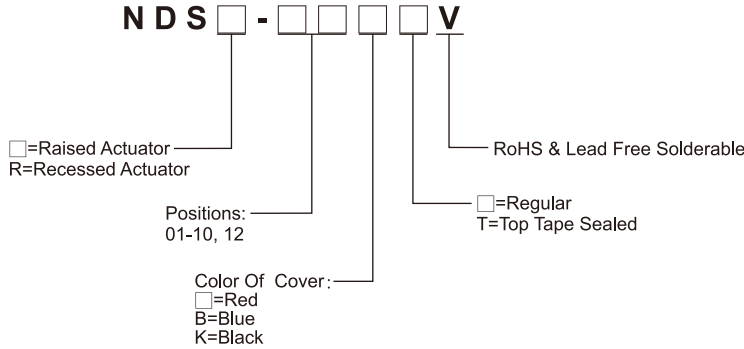 NDS□-□□□□V
□=Raised Actuator
R=Recessed Actuator
RoHS & Lead Free Solderable
Positions:
01-10, 12
□=Regular
T=Top Tape Sealed
Color Of Cover:
□=Red
B=Blue
K=Black